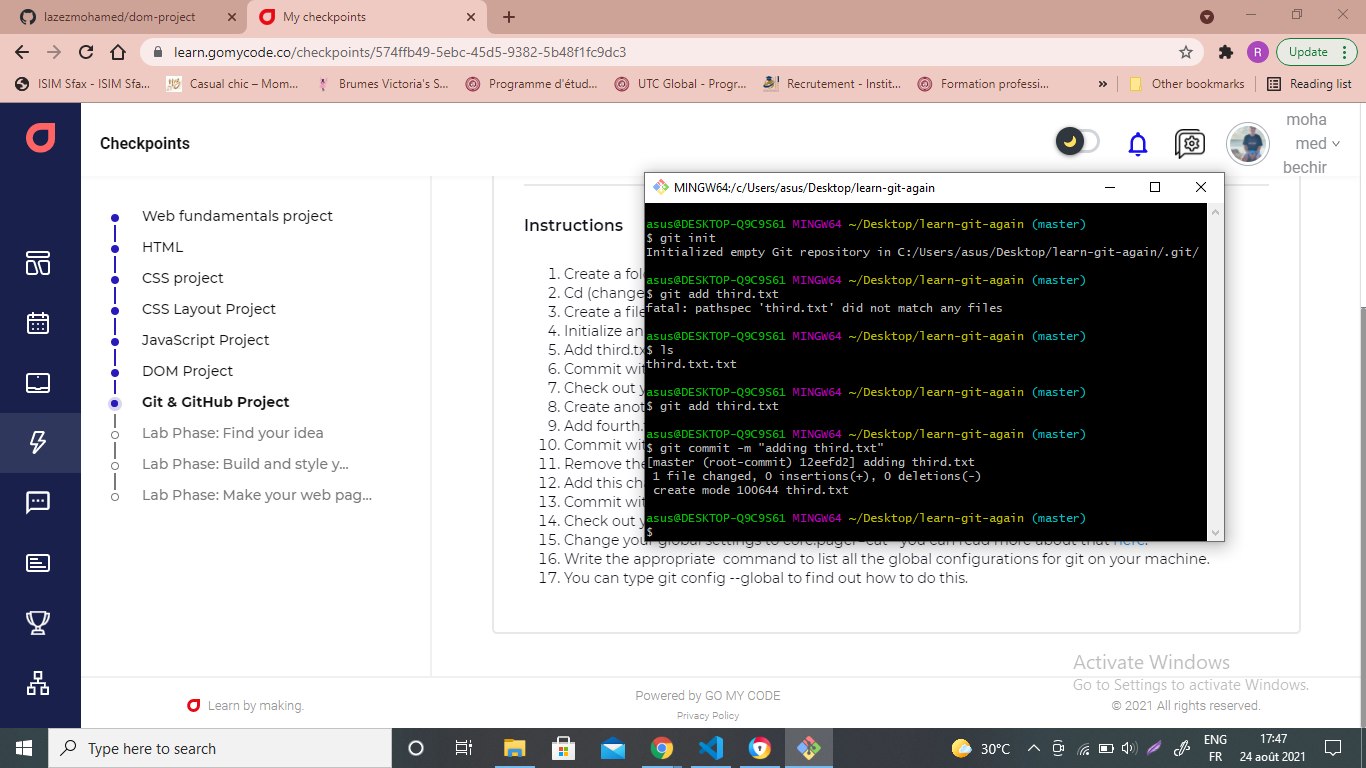 lazezmohamed/dom-project
My checkpoints
learn.gomycode.co/checkpoints/574ffb49-5ebc-45d5-9382-5b48f1fc9dc3
R
Update
ISIM Sfax - ISIM Sfa...
Casual chic – Mom...
Brumes Victoria's S...
Programme d'étud...
UTC Global - Progr...
Recrutement - Instit...
Formation professi...
»
Other bookmarks
Reading list
Checkpoints
moha
med
bechir
Web fundamentals project
HTML
CSS project
CSS Layout Project
JavaScript Project
DOM Project
Git & GitHub Project
Lab Phase: Find your idea
Lab Phase: Build and style y...
Lab Phase: Make your web pag...
Instructions
1. Create a fol
2. Cd (change
3. Create a file
4. Initialize an
5. Add third.tx
6. Commit wit
7. Check out y
8. Create anot
9. Add fourth.
10. Commit wit
11. Remove the
12. Add this cha
13. Commit wit
14. Check out y
15. Change your global settings to core.pager 'cat' - you can read more about that here.
16. Write the appropriate command to list all the global configurations for git on your machine.
17. You can type git config --global to find out how to do this.
MINGW64:/c/Users/asus/Desktop/learn-git-again
asus@DESKTOP-Q9C9S61 MINGW64 ~/Desktop/learn-git-again (master)
$ git init
Initialized empty Git repository in C:/Users/asus/Desktop/learn-git-again/.git/
asus@DESKTOP-Q9C9S61 MINGW64 ~/Desktop/learn-git-again (master)
$ git add third.txt
fatal: pathspec 'third.txt' did not match any files
asus@DESKTOP-Q9C9S61 MINGW64 ~/Desktop/learn-git-again (master)
$ ls
third.txt.txt
asus@DESKTOP-Q9C9S61 MINGW64 ~/Desktop/learn-git-again (master)
$ git add third.txt
asus@DESKTOP-Q9C9S61 MINGW64 ~/Desktop/learn-git-again (master)
$ git commit -m "adding third.txt"
[master (root-commit) 12eefd2] adding third.txt
1 file changed, 0 insertions(+), 0 deletions(-)
create mode 100644 third.txt
asus@DESKTOP-Q9C9S61 MINGW64 ~/Desktop/learn-git-again (master)
$
Activate Windows
Go to Settings to activate Windows.
Learn by making.
Powered by GO MY CODE
Privacy Policy
© 2021 All rights reserved.
Type here to search
30°C
ENG
FR
17:47
24 août 2021